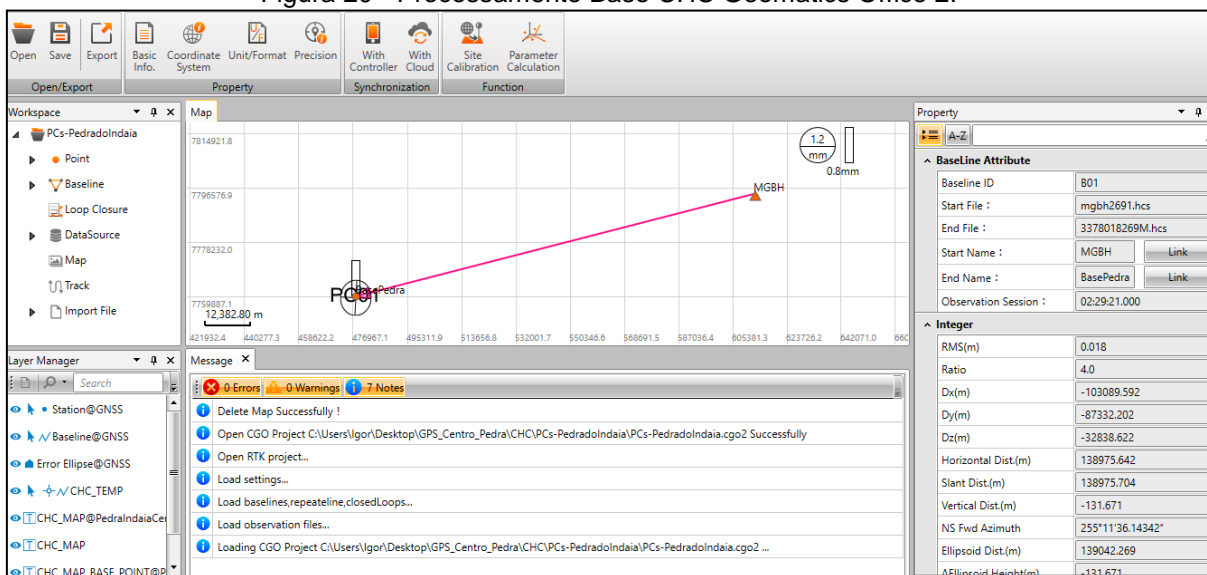 Open Save Export Basic Info. Coordinate System Unit/Format Precision With Controller With Cloud Site Calibration Parameter Calculation
Open/Export Property Synchronization Function
Workspace
PCs-PedradoIndaia
Point
Baseline
Loop Closure
DataSource
Map
Track
Import File
Layer Manager
Search
Station@GNSS
Baseline@GNSS
Error Ellipse@GNSS
CHC_TEMP
CHC_MAP@PedraIndaiaCer
CHC_MAP
CHC_MAP_BASE_POINT@P
Map
7814921.8
7796576.9
7778232.0
7759887.1
1.2
mm
0.8mm
MGBH
PC01
BasePedra
12,382.80 m
421932.4 440277.3 458622.2 476967.1 495311.9 513656.8 532001.7 550346.6 568691.5 587036.4 605381.3 623726.2 642071.0 660
Message X
0 Errors 0 Warnings 7 Notes
Delete Map Successfully !
Open CGO Project C:\Users\Igor\Desktop\GPS_Centro_Pedra\CHC\PCs-PedradoIndaia\PCs-PedradoIndaia.cgo2 Successfully
Open RTK project...
Load settings...
Load baselines,repeateline,closedLoops...
Load observation files...
Loading CGO Project C:\Users\Igor\Desktop\GPS_Centro_Pedra\CHC\PCs-PedradoIndaia\PCs-PedradoIndaia.cgo2 ...
Property
A-Z
BaseLine Attribute
Baseline ID B01
Start File : mgbh2691.hcs
End File : 3378018269M.hcs
Start Name : MGBH Link
End Name : BasePedra Link
Observation Session : 02:29:21.000
Integer
RMS(m) 0.018
Ratio 4.0
Dx(m) -103089.592
Dy(m) -87332.202
Dz(m) -32838.622
Horizontal Dist.(m) 138975.642
Slant Dist.(m) 138975.704
Vertical Dist.(m) -131.671
NS Fwd Azimuth 255°11'36.14342"
Ellipsoid Dist.(m) 139042.269
ΔEllipsoid Height(m) -131.671